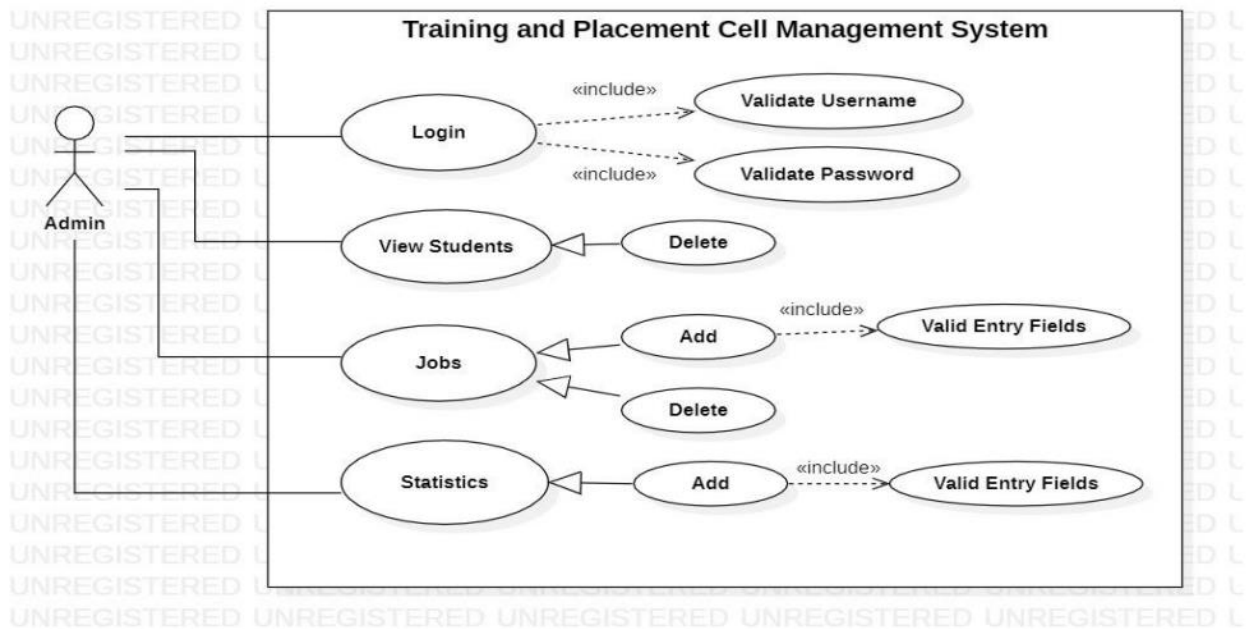 Training and Placement Cell Management System
«include»
Validate Username
Login
«include»
Validate Password
Admin
View Students
Delete
«include»
Add
Valid Entry Fields
Jobs
Delete
«include»
Statistics
Add
Valid Entry Fields
UNREGISTERED UNREGISTERED UNREGISTERED UNREGISTERED UNREGISTERED U